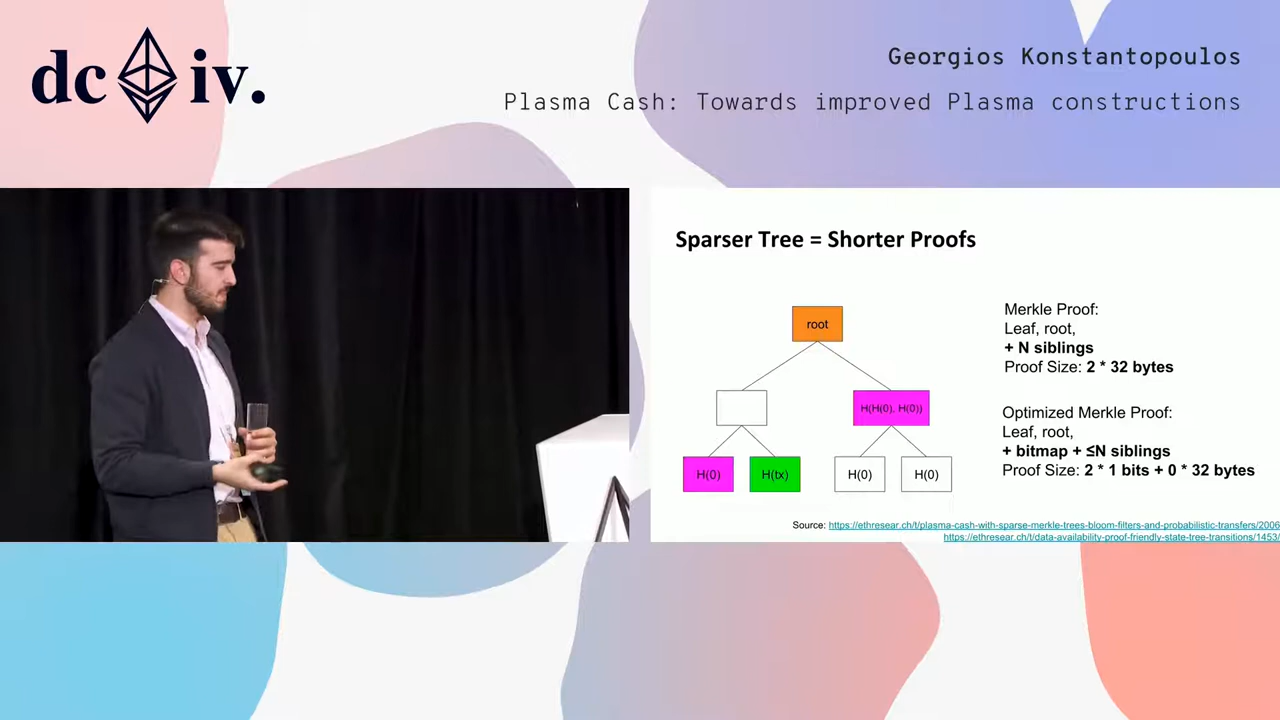 dc iv.
Georgios Konstantopoulos
Plasma Cash: Towards improved Plasma constructions
Sparser Tree = Shorter Proofs
root
H(H(0), H(0))
H(0)
H(tx)
H(0)
H(0)
Merkle Proof:
Leaf, root,
+ N siblings
Proof Size: 2 * 32 bytes
Optimized Merkle Proof:
Leaf, root,
+ bitmap + ≤N siblings
Proof Size: 2 * 1 bits + 0 * 32 bytes
Source: https://ethresear.ch/t/plasma-cash-with-sparse-merkle-trees-bloom-filters-and-probabilistic-transfers/2006
https://ethresear.ch/t/data-availability-proof-friendly-state-tree-transitions/1453/